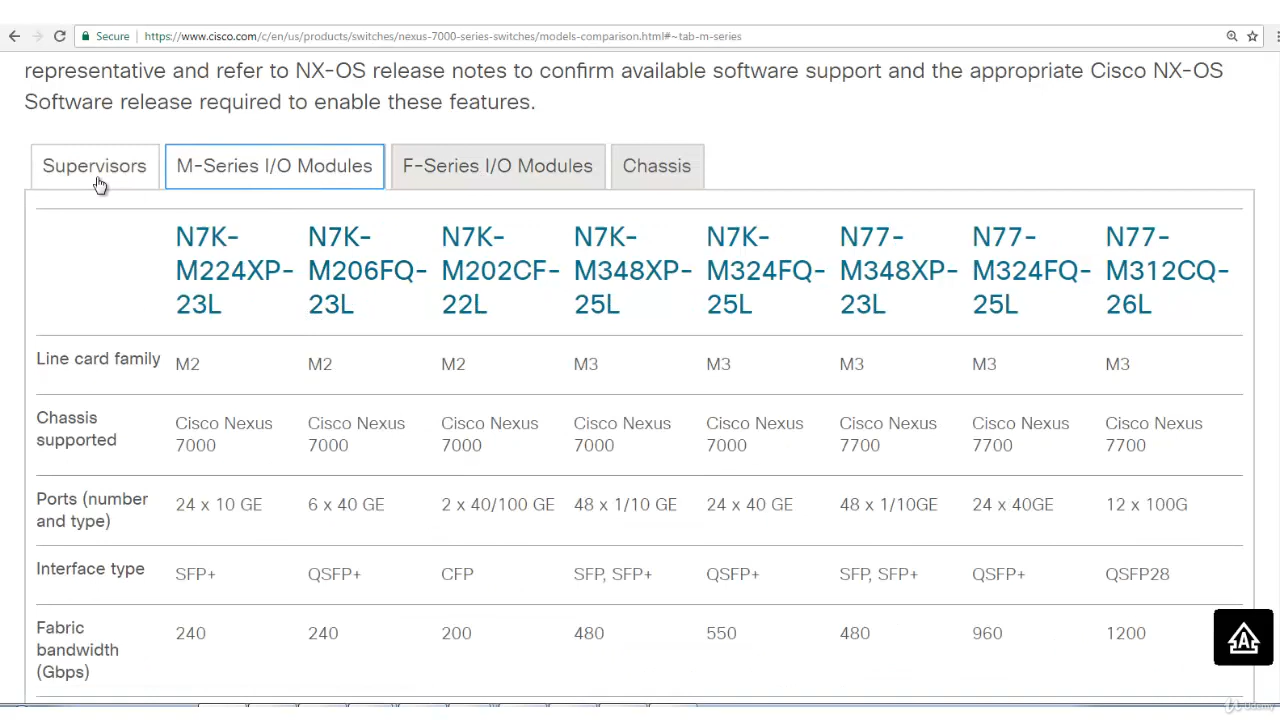 Secure
https://www.cisco.com/c/en/us/products/switches/nexus-7000-series-switches/models-comparison.html#~tab-m-series
representative and refer to NX-OS release notes to confirm available software support and the appropriate Cisco NX-OS
Software release required to enable these features.
Supervisors M-Series I/O Modules F-Series I/O Modules Chassis
N7K- N7K- N7K- N7K- N7K- N77- N77- N77-
M224XP- M206FQ- M202CF- M348XP- M324FQ- M348XP- M324FQ- M312CQ-
23L 23L 22L 25L 25L 23L 25L 26L
Line card family M2 M2 M2 M3 M3 M3 M3 M3
Chassis Cisco Nexus Cisco Nexus Cisco Nexus Cisco Nexus Cisco Nexus Cisco Nexus Cisco Nexus Cisco Nexus
supported 7000 7000 7000 7000 7000 7700 7700 7700
Ports (number 24 x 10 GE 6 x 40 GE 2 x 40/100 GE 48 x 1/10 GE 24 x 40 GE 48 x 1/10GE 24 x 40GE 12 x 100G
and type)
Interface type SFP+ QSFP+ CFP SFP, SFP+ QSFP+ SFP, SFP+ QSFP+ QSFP28
Fabric 240 240 200 480 550 480 960 1200
bandwidth
(Gbps)
A
Udemy